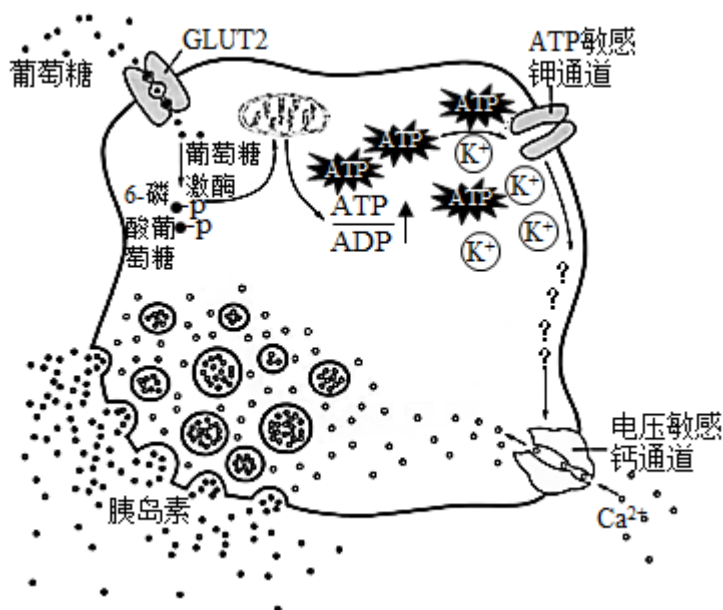 GLUT2
葡萄糖
ATP敏感
钾通道
ATP
ATP
ATP
ATP
K⁺
K⁺
K⁺
K⁺
葡萄糖
激酶
6-磷
酸葡
萄糖
p
p
ATP
ADP
?
?
?
?
电压敏感
钙通道
Ca²⁺
胰岛素